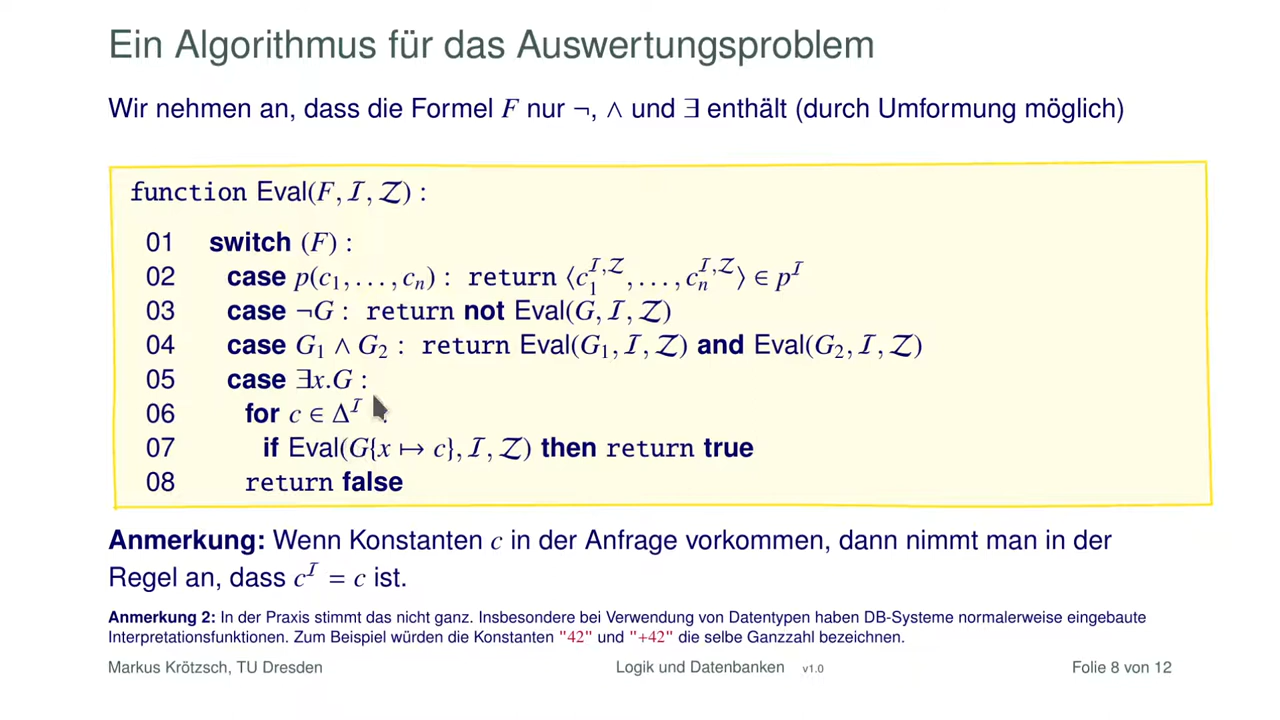 Ein Algorithmus für das Auswertungsproblem
Wir nehmen an, dass die Formel F nur ¬, ∧ und ∃ enthält (durch Umformung möglich)
function Eval(F, I, Z) :
01 switch (F) :
02 case p(c₁, . . . , cₙ) : return ⟨c₁^{I,Z}, . . . , cₙ^{I,Z}⟩ ∈ p^I
03 case ¬G : return not Eval(G, I, Z)
04 case G₁ ∧ G₂ : return Eval(G₁, I, Z) and Eval(G₂, I, Z)
05 case ∃x.G :
06 for c ∈ Δ^I :
07 if Eval(G{x ↦ c}, I, Z) then return true
08 return false
Anmerkung: Wenn Konstanten c in der Anfrage vorkommen, dann nimmt man in der
Regel an, dass c^I = c ist.
Anmerkung 2: In der Praxis stimmt das nicht ganz. Insbesondere bei Verwendung von Datentypen haben DB-Systeme normalerweise eingebaute
Interpretationsfunktionen. Zum Beispiel würden die Konstanten "42" und "+42" die selbe Ganzzahl bezeichnen.
Markus Krötzsch, TU Dresden Logik und Datenbanken v1.0 Folie 8 von 12